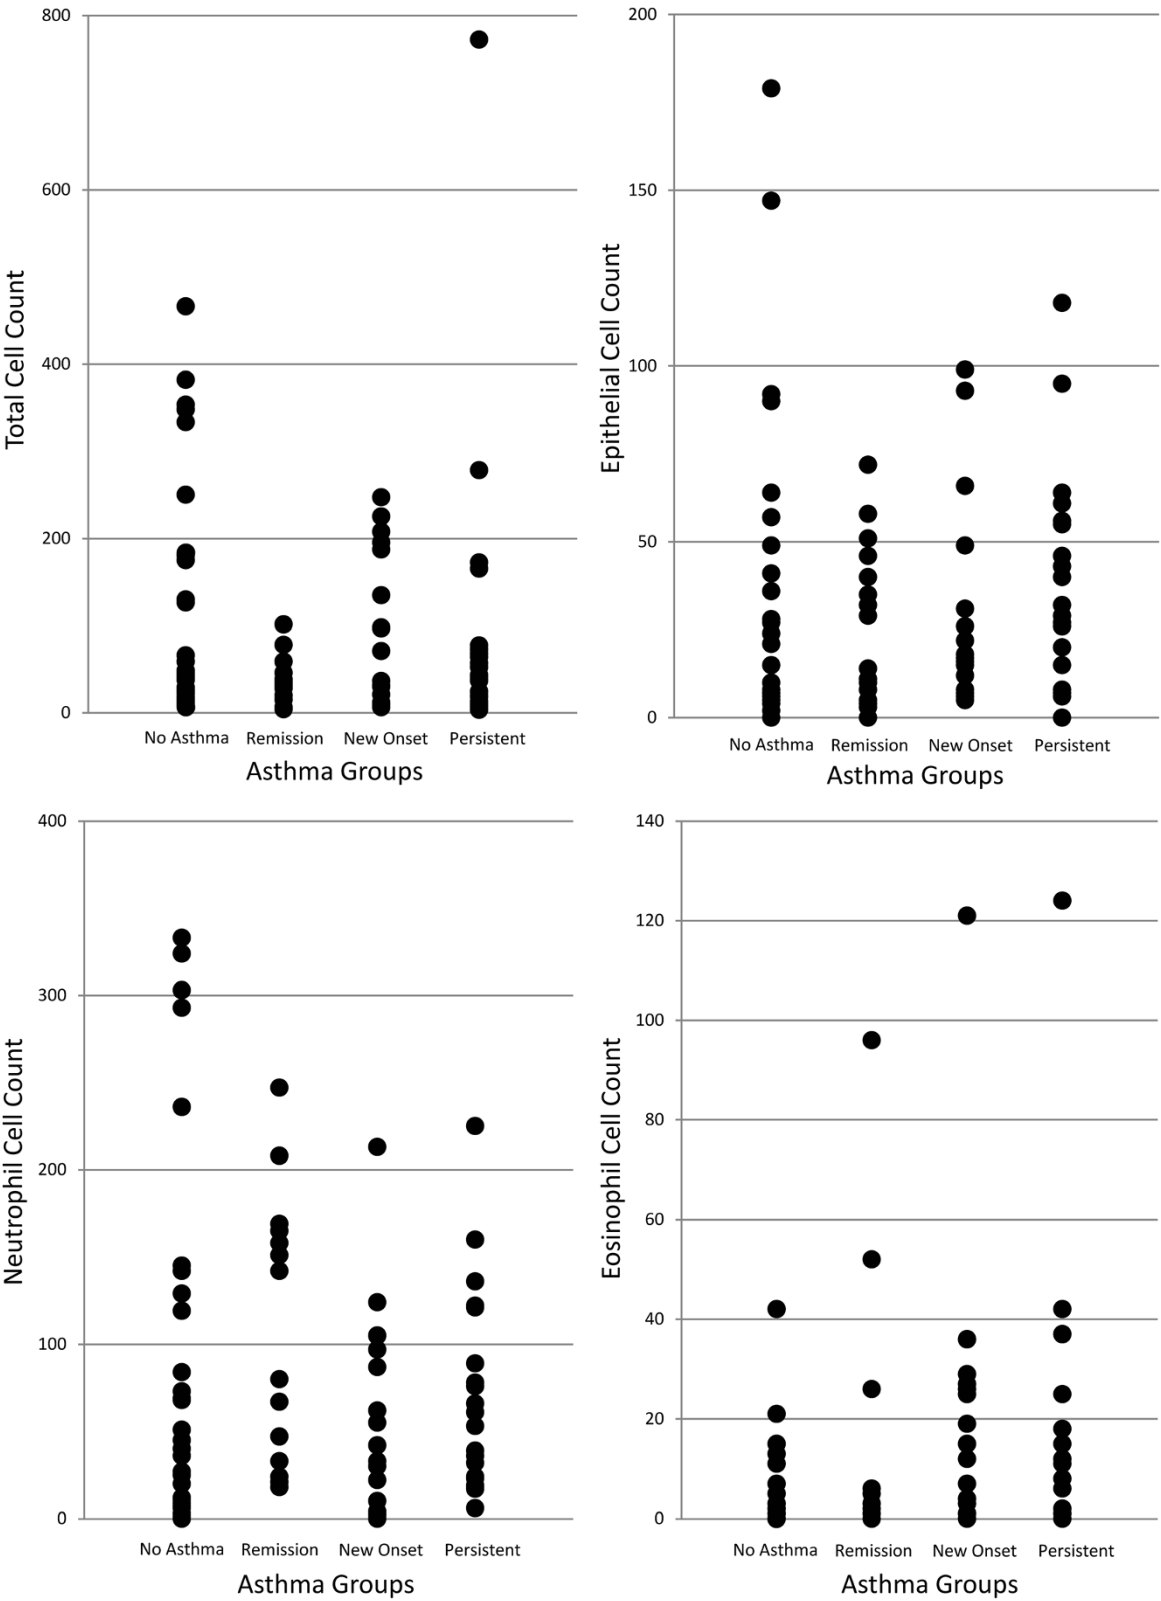 800
600
400
200
0
Total Cell Count
No Asthma Remission New Onset Persistent
Asthma Groups
200
150
100
50
0
Epithelial Cell Count
No Asthma Remission New Onset Persistent
Asthma Groups
400
300
200
100
0
Neutrophil Cell Count
No Asthma Remission New Onset Persistent
Asthma Groups
140
120
100
80
60
40
20
0
Eosinophil Cell Count
No Asthma Remission New Onset Persistent
Asthma Groups